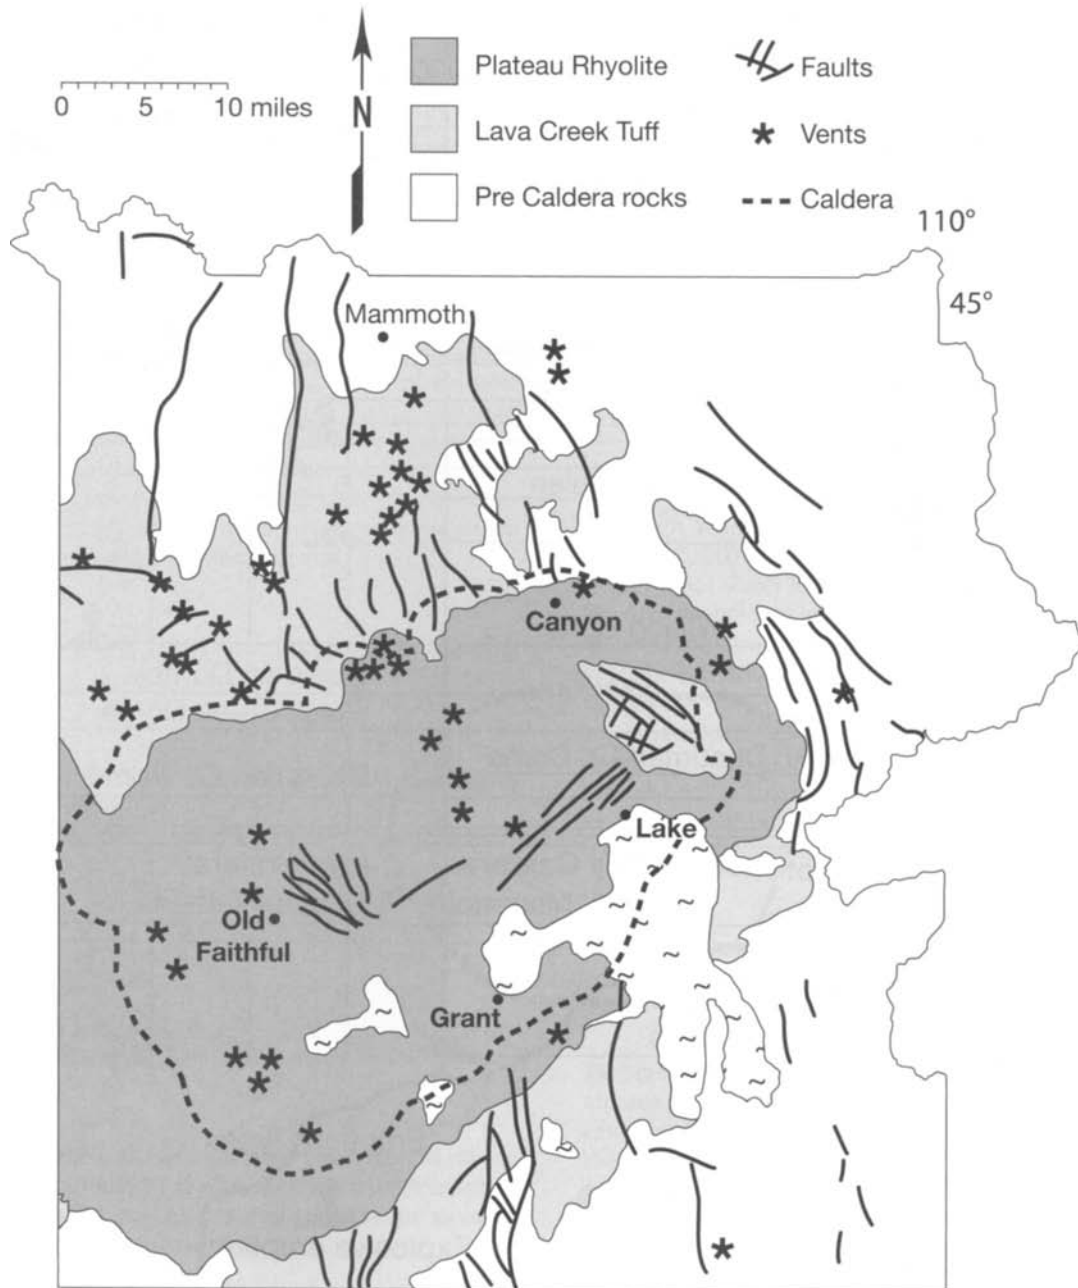 Plateau Rhyolite
Faults
0 5 10 miles
N
Lava Creek Tuff
Vents
Pre Caldera rocks
Caldera
110°
45°
Mammoth
Canyon
Lake
Old
Faithful
Grant